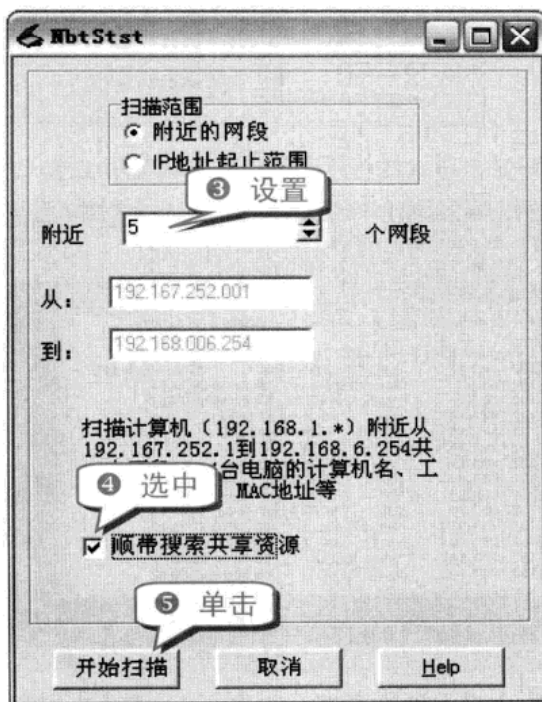 NbtStst
扫描范围
附近的网段
IP地址起止范围
❸ 设置
附近 5 个网段
从: 192.167.252.001
到: 192.168.006.254
扫描计算机(192.168.1.*)附近从
192.167.252.1到192.168.6.254共
台电脑的计算机名、工
MAC地址等
❹ 选中
顺带搜索共享资源
❺ 单击
开始扫描 取消 Help